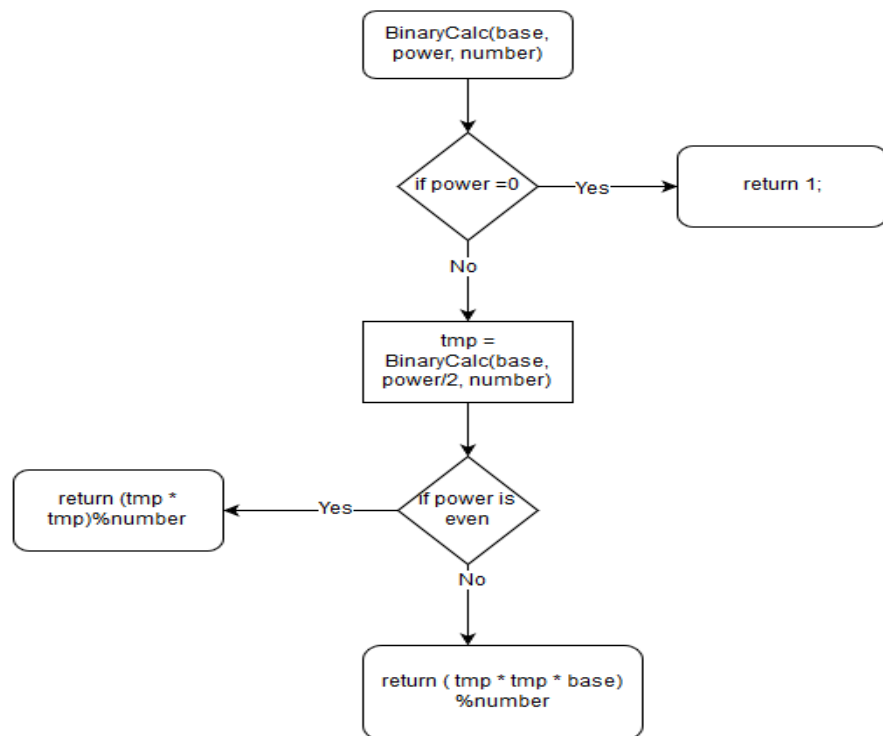 BinaryCalc(base,
power, number)
if power =0
Yes
return 1;
No
tmp =
BinaryCalc(base,
power/2, number)
if power is
even
Yes
return (tmp *
tmp)%number
No
return ( tmp * tmp * base)
%number